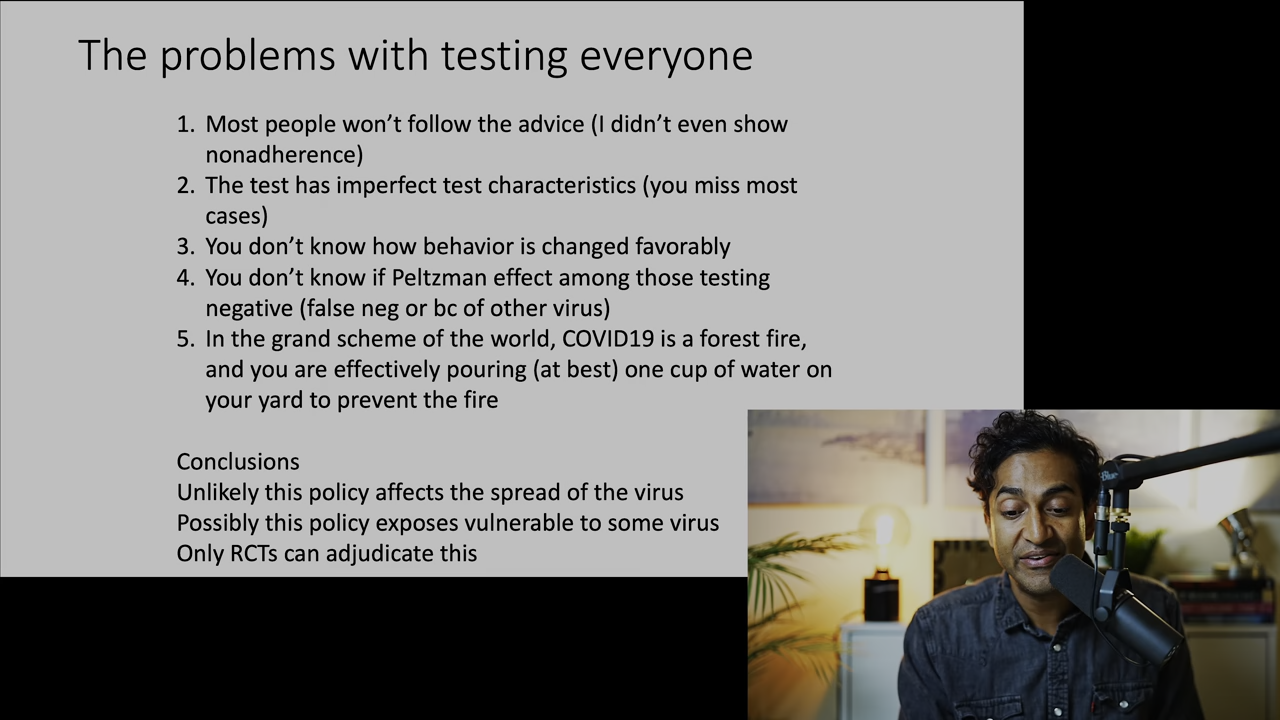 The problems with testing everyone
1. Most people won’t follow the advice (I didn’t even show
nonadherence)
2. The test has imperfect test characteristics (you miss most
cases)
3. You don’t know how behavior is changed favorably
4. You don’t know if Peltzman effect among those testing
negative (false neg or bc of other virus)
5. In the grand scheme of the world, COVID19 is a forest fire,
and you are effectively pouring (at best) one cup of water on
your yard to prevent the fire
Conclusions
Unlikely this policy affects the spread of the virus
Possibly this policy exposes vulnerable to some virus
Only RCTs can adjudicate this